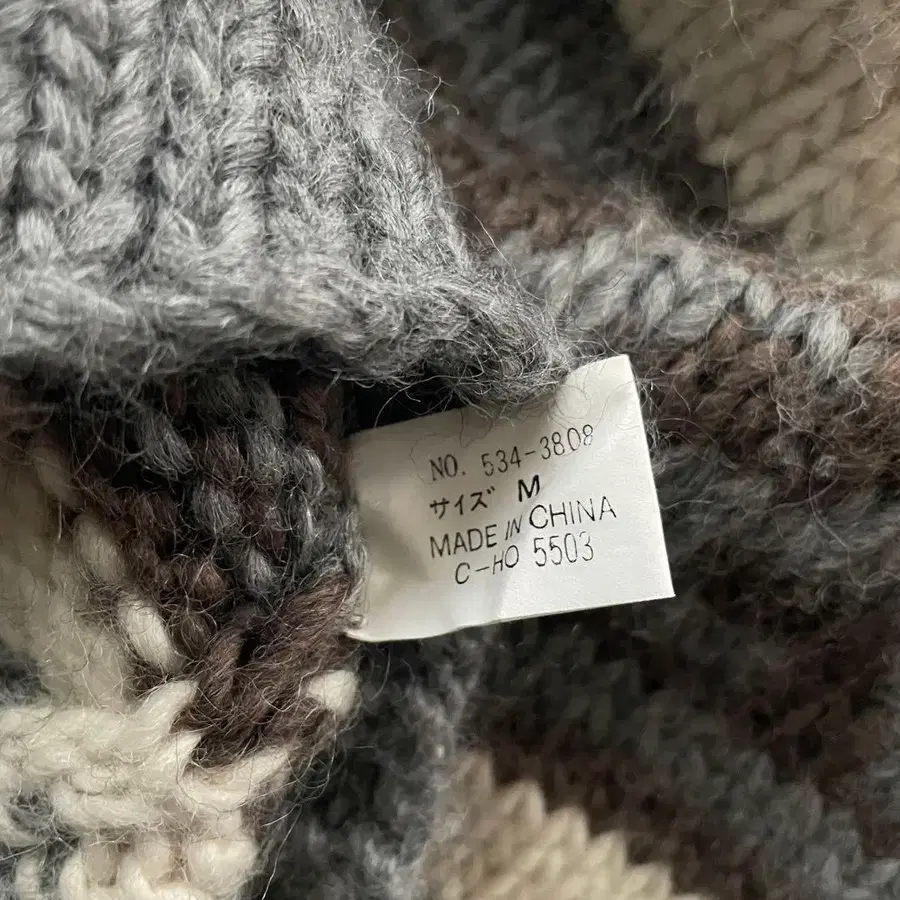 NO. 534-3808
サイズ M
MADE IN CHINA
C-HO 5503